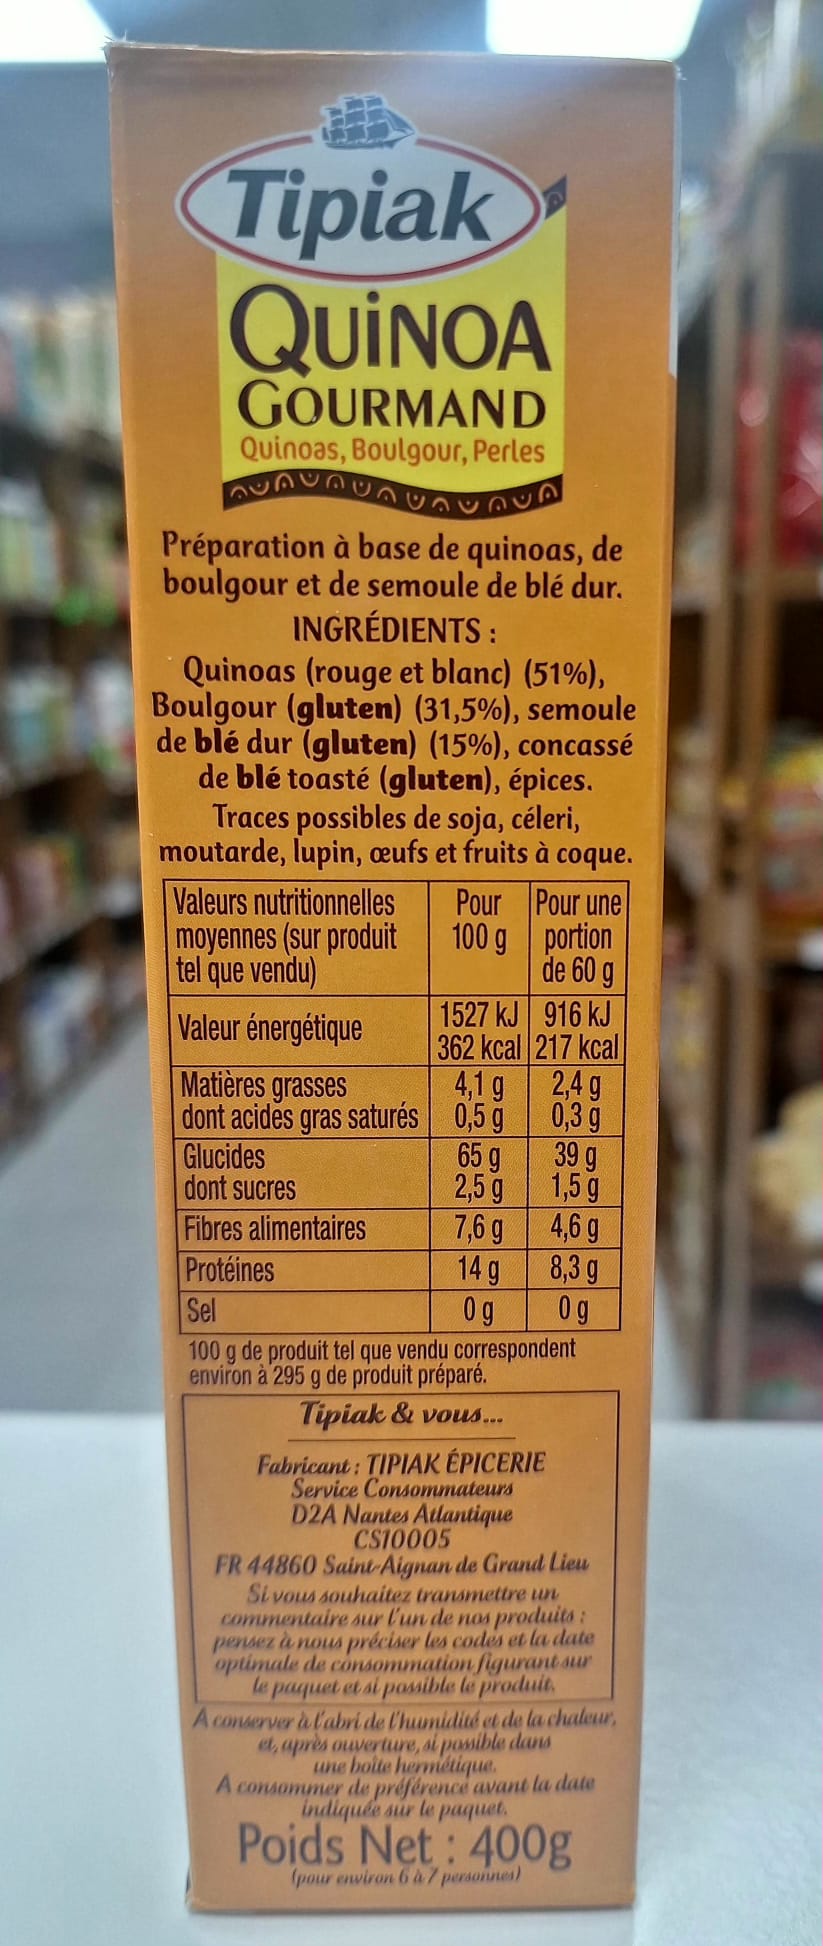 Tipiak
QUiNOA
GOURMAND
Quinoas, Boulgour, Perles
Préparation à base de quinoas, de
boulgour et de semoule de blé dur.
INGRÉDIENTS :
Quinoas (rouge et blanc) (51%),
Boulgour (gluten) (31,5%), semoule
de blé dur (gluten) (15%), concassé
de blé toasté (gluten), épices.
Traces possibles de soja, céleri,
moutarde, lupin, œufs et fruits à coque.
Valeurs nutritionnelles moyennes (sur produit tel que vendu) Pour 100 g Pour une portion de 60 g
Valeur énergétique 1527 kJ 916 kJ
362 kcal 217 kcal
Matières grasses 4,1 g 2,4 g
dont acides gras saturés 0,5 g 0,3 g
Glucides 65 g 39 g
dont sucres 2,5 g 1,5 g
Fibres alimentaires 7,6 g 4,6 g
Protéines 14 g 8,3 g
Sel 0 g 0 g
100 g de produit tel que vendu correspondent
environ à 295 g de produit préparé.
Tipiak & vous...
Fabricant : TIPIAK ÉPICERIE
Service Consommateurs
D2A Nantes Atlantique
CS10005
FR 44860 Saint-Aignan de Grand Lieu
Si vous souhaitez transmettre un
commentaire sur l'un de nos produits :
pensez à nous préciser les codes et la date
optimale de consommation figurant sur
le paquet et si possible le produit.
A conserver à l'abri de l'humidité et de la chaleur,
et, après ouverture, si possible dans
une boîte hermétique.
A consommer de préférence avant la date
indiquée sur le paquet.
Poids Net : 400g
(pour environ 6 à 7 personnes)